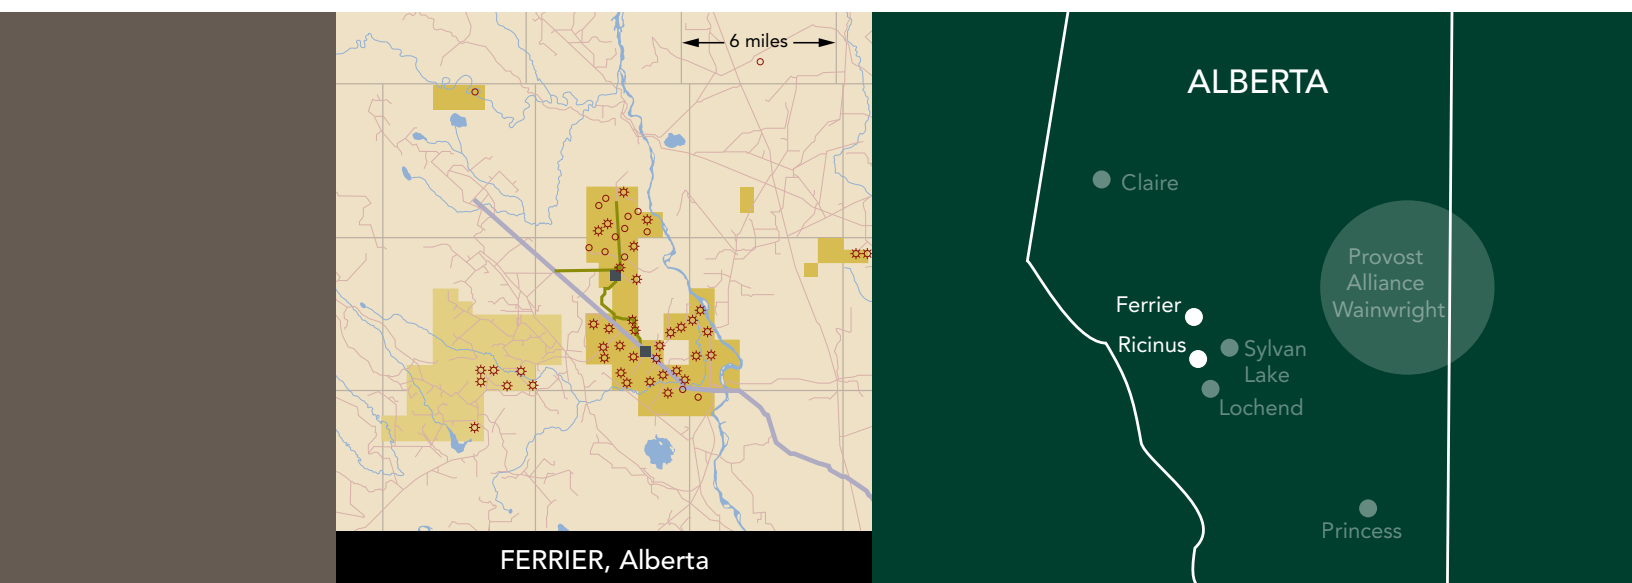 6 miles
FERRIER, Alberta
ALBERTA
Claire
Provost
Alliance
Wainwright
Ferrier
Ricinus
Sylvan
Lake
Lochend
Princess